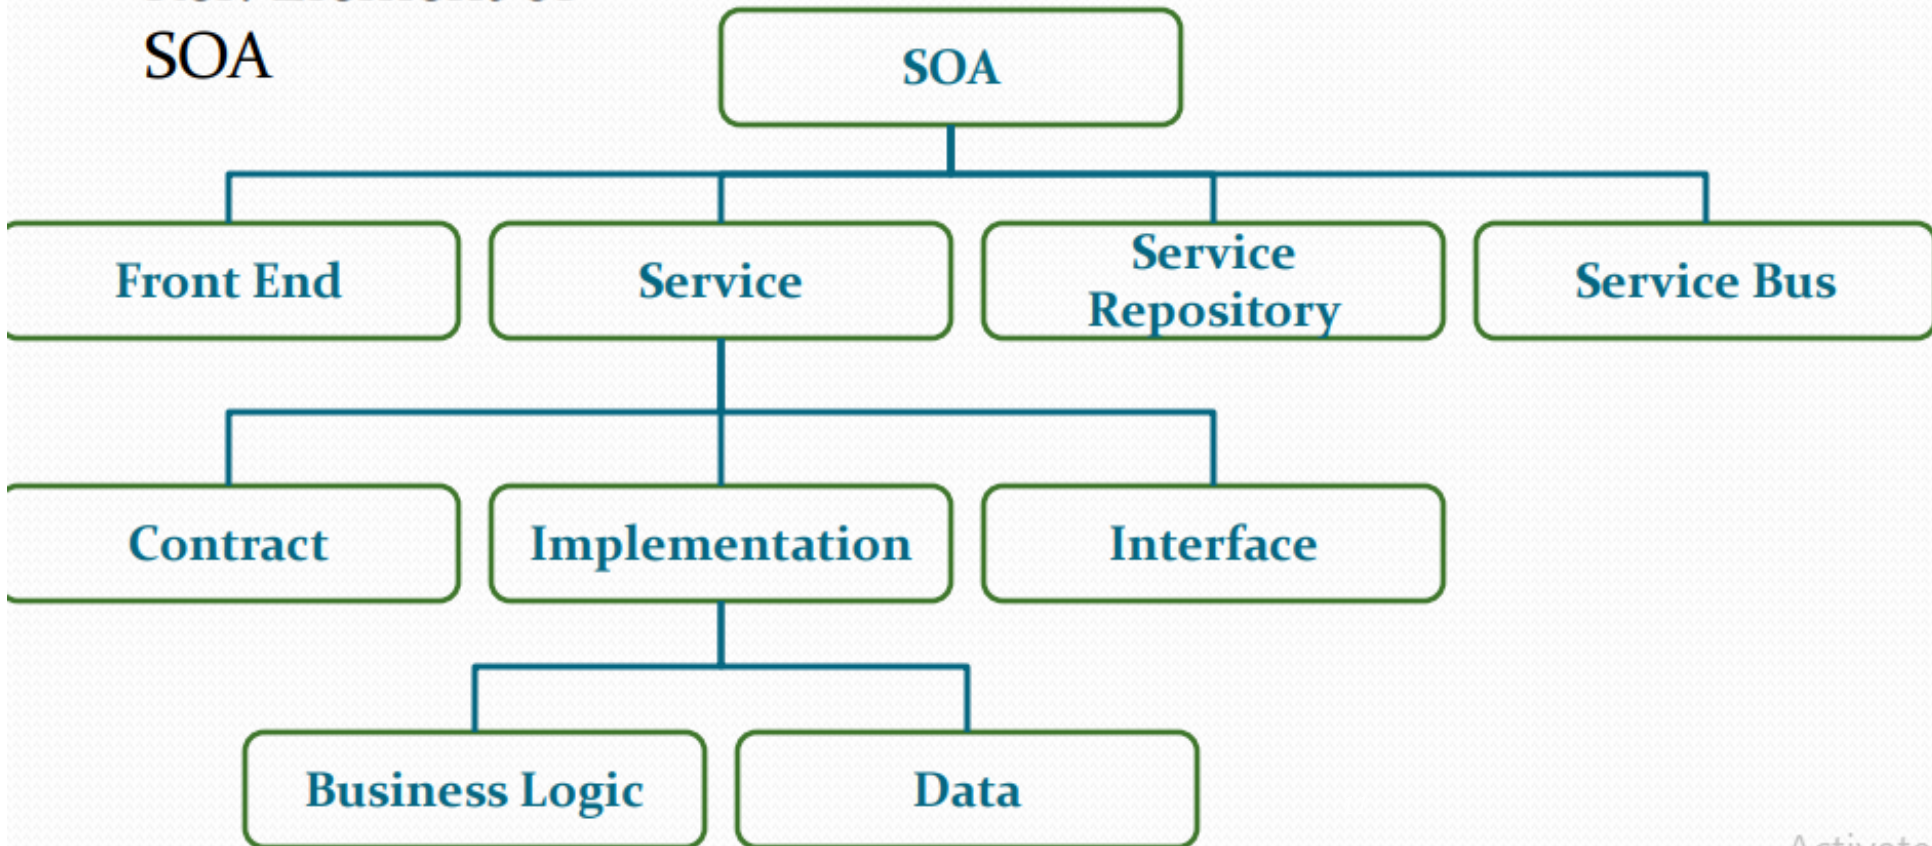 SOA
SOA
Front End
Service
Service
Repository
Service Bus
Contract
Implementation
Interface
Business Logic
Data